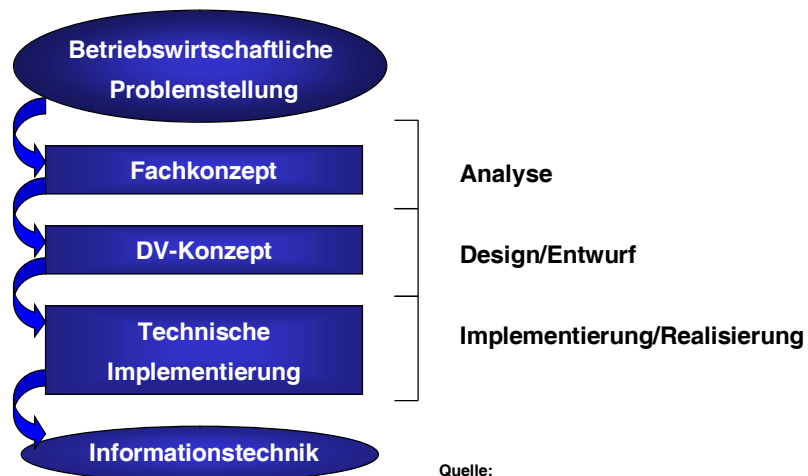 Betriebswirtschaftliche
Problemstellung
Fachkonzept
Analyse
DV-Konzept
Design/Entwurf
Technische
Implementierung
Implementierung/Realisierung
Informationstechnik
Quelle: